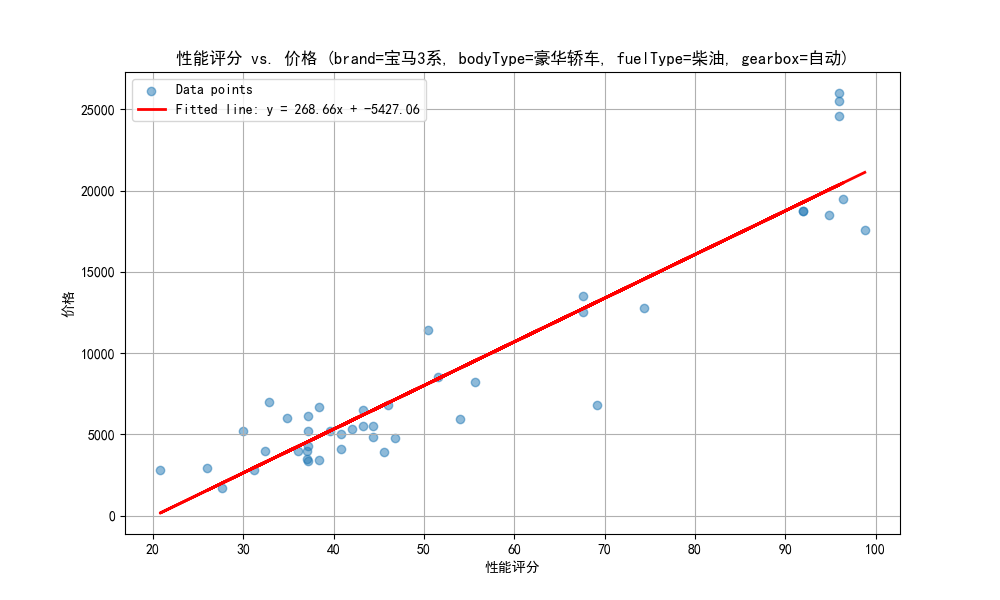 性能评分 vs. 价格 (brand=宝马3系, bodyType=豪华轿车, fuelType=柴油, gearbox=自动)
Data points
Fitted line: y = 268.66x + -5427.06
25000
20000
15000
10000
5000
0
价格
20 30 40 50 60 70 80 90 100
性能评分